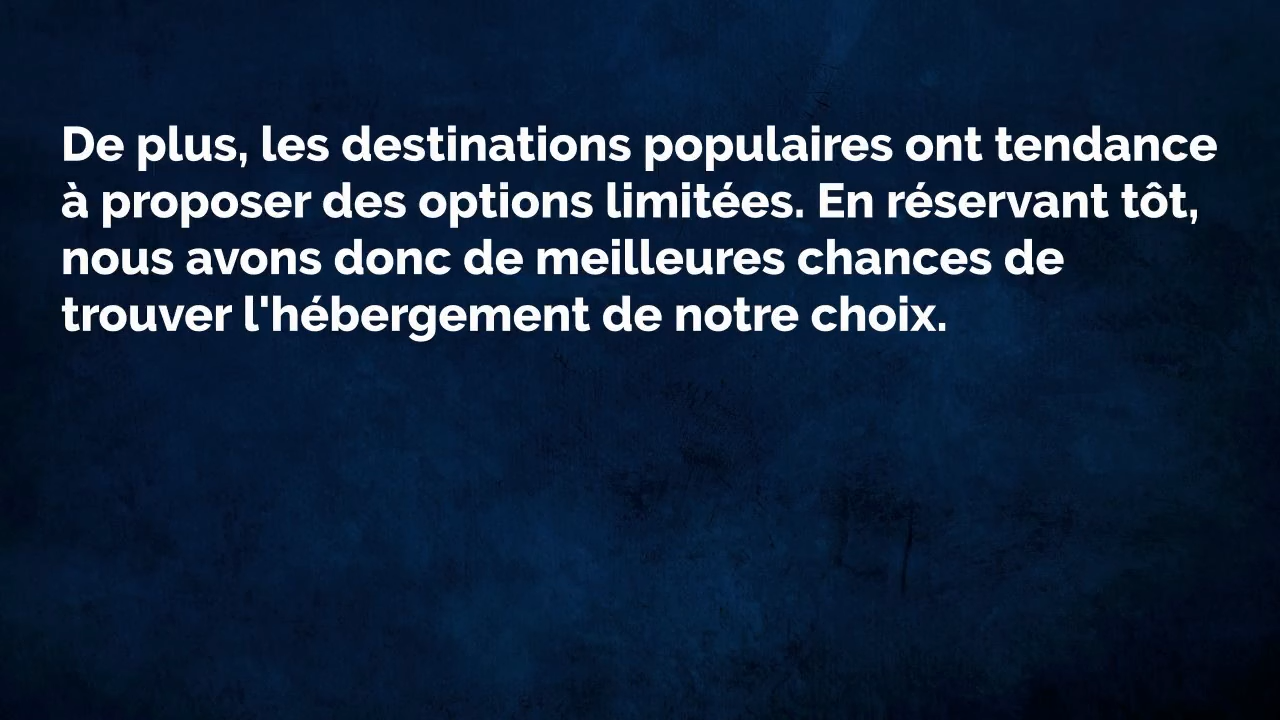 De plus, les destinations populaires ont tendance
à proposer des options limitées. En réservant tôt,
nous avons donc de meilleures chances de
trouver l'hébergement de notre choix.